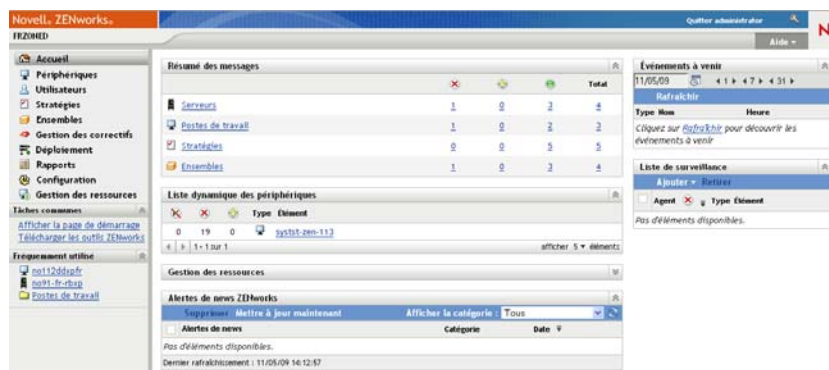 Novell® ZENworks®
Quitter administrator
N
FRZONED
Aide
Accueil
Périphériques
Utilisateurs
Stratégies
Ensembles
Gestion des correctifs
Déploiement
Rapports
Configuration
Gestion des ressources
Tâches communes
Afficher la page de démarrage
Télécharger les outils ZENworks
Fréquemment utilisé
no112ddxpfr
no91-fr-rbxp
Postes de travail
Résumé des messages
Total
Serveurs 1 0 3 4
Postes de travail 1 0 2 3
Stratégies 0 0 5 5
Ensembles 1 0 3 4
Liste dynamique des périphériques
Type Élément
0 19 0 systst-zen-113
1 - 1 sur 1 afficher 5 éléments
Gestion des ressources
Alertes de news ZENworks
Supprimer Mettre à jour maintenant Afficher la catégorie : Tous
Alertes de news Catégorie Date
Pas d'éléments disponibles.
Dernier rafraîchissement : 11/05/09 14:12:57
Événements à venir
11/05/09 1 7 31
Rafraîchir
Type Nom Heure
Cliquez sur Rafraîchir pour découvrir les
événements à venir
Liste de surveillance
Ajouter Retirer
Agent Type Élément
Pas d'éléments disponibles.